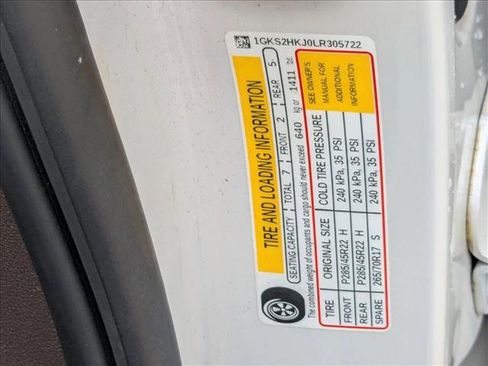 GM 1GKS2HKJ0LR305722
TIRE AND LOADING INFORMATION
SEATING CAPACITY TOTAL 7 FRONT 2 REAR 5
The combined weight of occupants and cargo should never exceed 640 kg or 1411 lbs
TIRE ORIGINAL SIZE COLD TIRE PRESSURE
FRONT P285/45R22 H 240 kPa, 35 PSI
REAR P285/45R22 H 240 kPa, 35 PSI
SPARE 265/70R17 S 240 kPa, 35 PSI
SEE OWNER'S
MANUAL FOR
ADDITIONAL
INFORMATION